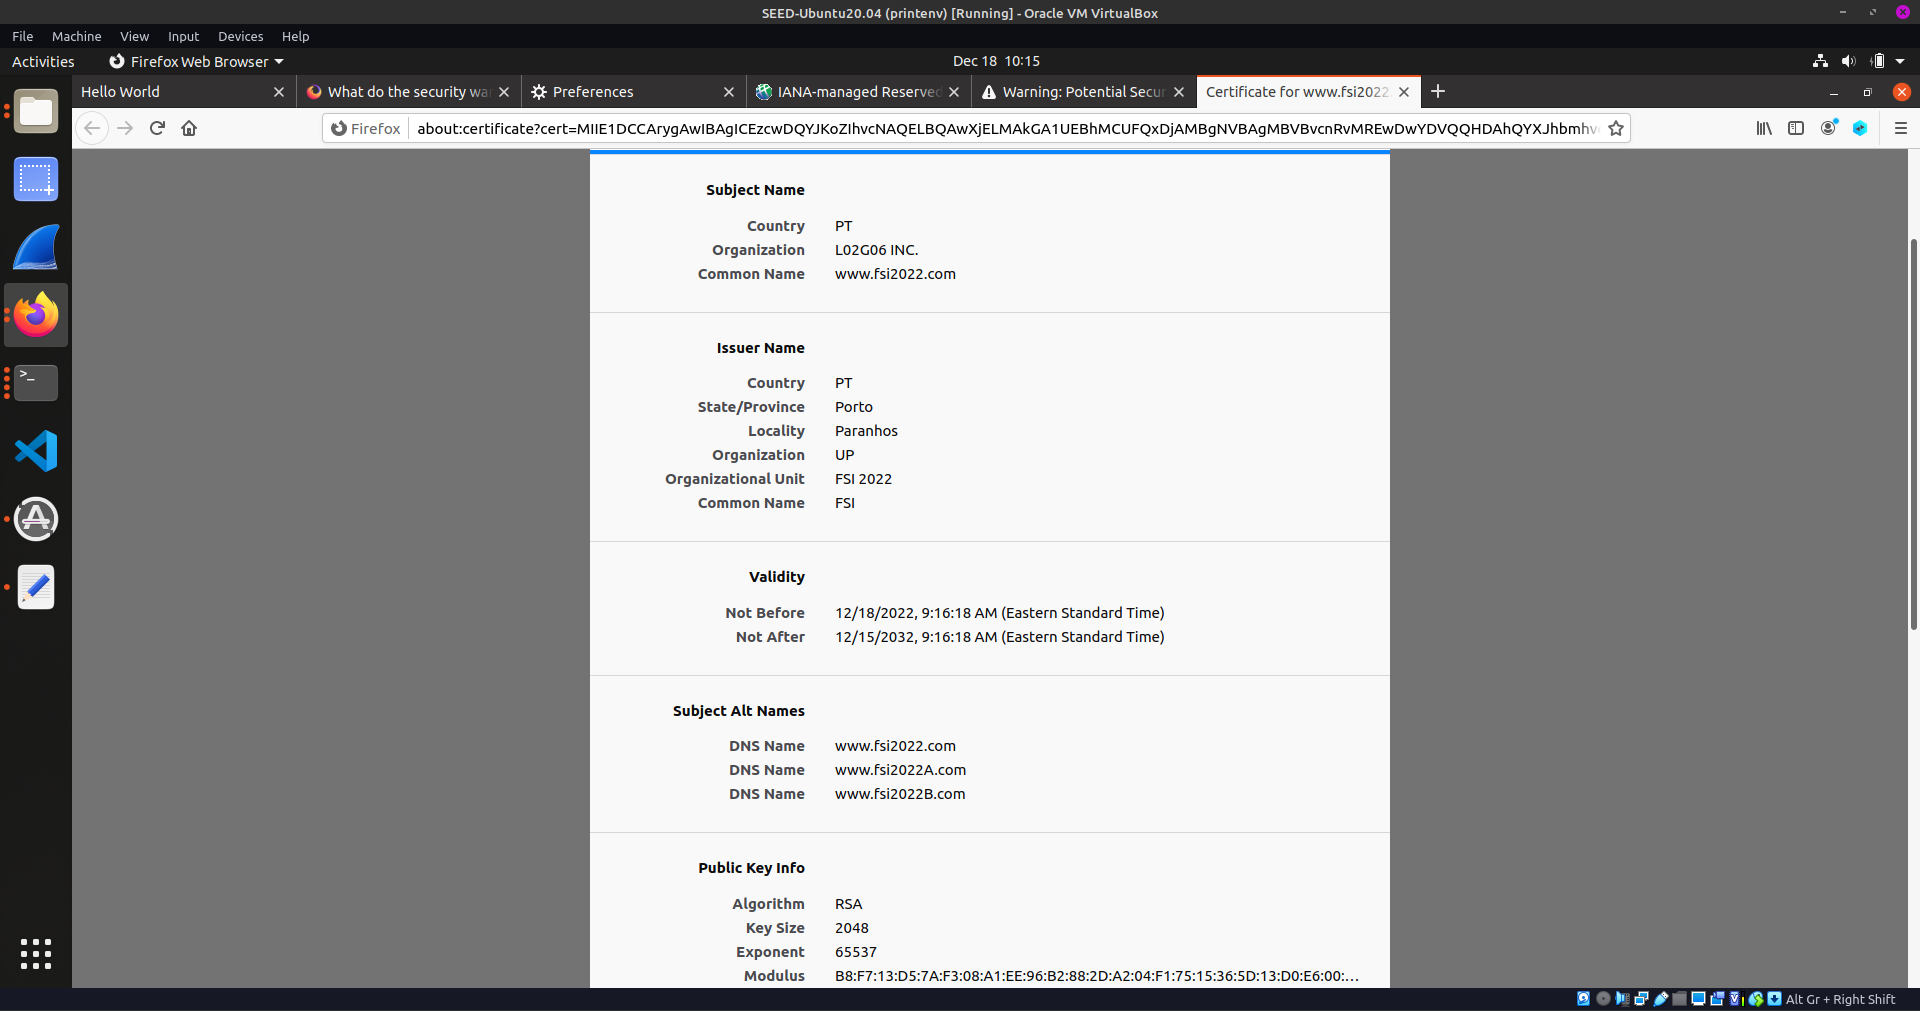 SEED-Ubuntu20.04 (printenv) [Running] - Oracle VM VirtualBox
File Machine View Input Devices Help
Activities Firefox Web Browser Dec 18 10:15
Hello World What do the security wa IANA-managed Reserved Preferences Warning: Potential Secur Certificate for www.fsi2022.
Firefox about:certificate?cert=MIIE1DCCArygAwIBAgICEzcwDQYJKoZIhvcNAQELBQAwXjELMAkGA1UEBhMCUFQxDjAMBgNVBAgMBVBvcnRvMREwDwYDVQQHDAhQYXJhbmhv
Subject Name
Country PT
Organization L02G06 INC.
Common Name www.fsi2022.com
Issuer Name
Country PT
State/Province Porto
Locality Paranhos
Organization UP
Organizational Unit FSI 2022
Common Name FSI
Validity
Not Before 12/18/2022, 9:16:18 AM (Eastern Standard Time)
Not After 12/15/2032, 9:16:18 AM (Eastern Standard Time)
Subject Alt Names
DNS Name www.fsi2022.com
DNS Name www.fsi2022A.com
DNS Name www.fsi2022B.com
Public Key Info
Algorithm RSA
Key Size 2048
Exponent 65537
Modulus B8:F7:13:D5:7A:F3:08:A1:EE:96:B2:88:2D:A2:04:F1:75:15:36:5D:13:D0:E6:00:...
Alt Gr + Right Shift